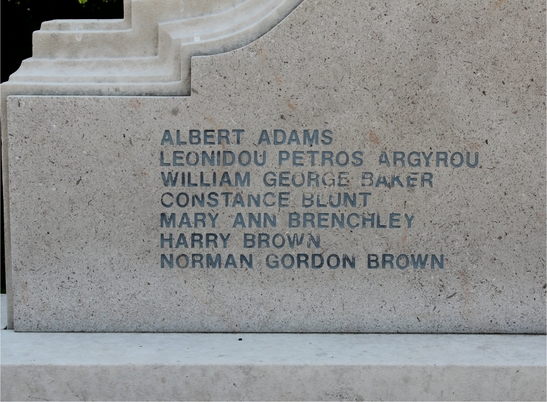 ALBERT ADAMS
LEONIDOU PETROS ARGYROU
WILLIAM GEORGE BAKER
CONSTANCE BLUNT
MARY ANN BRENCHLEY
HARRY BROWN
NORMAN GORDON BROWN